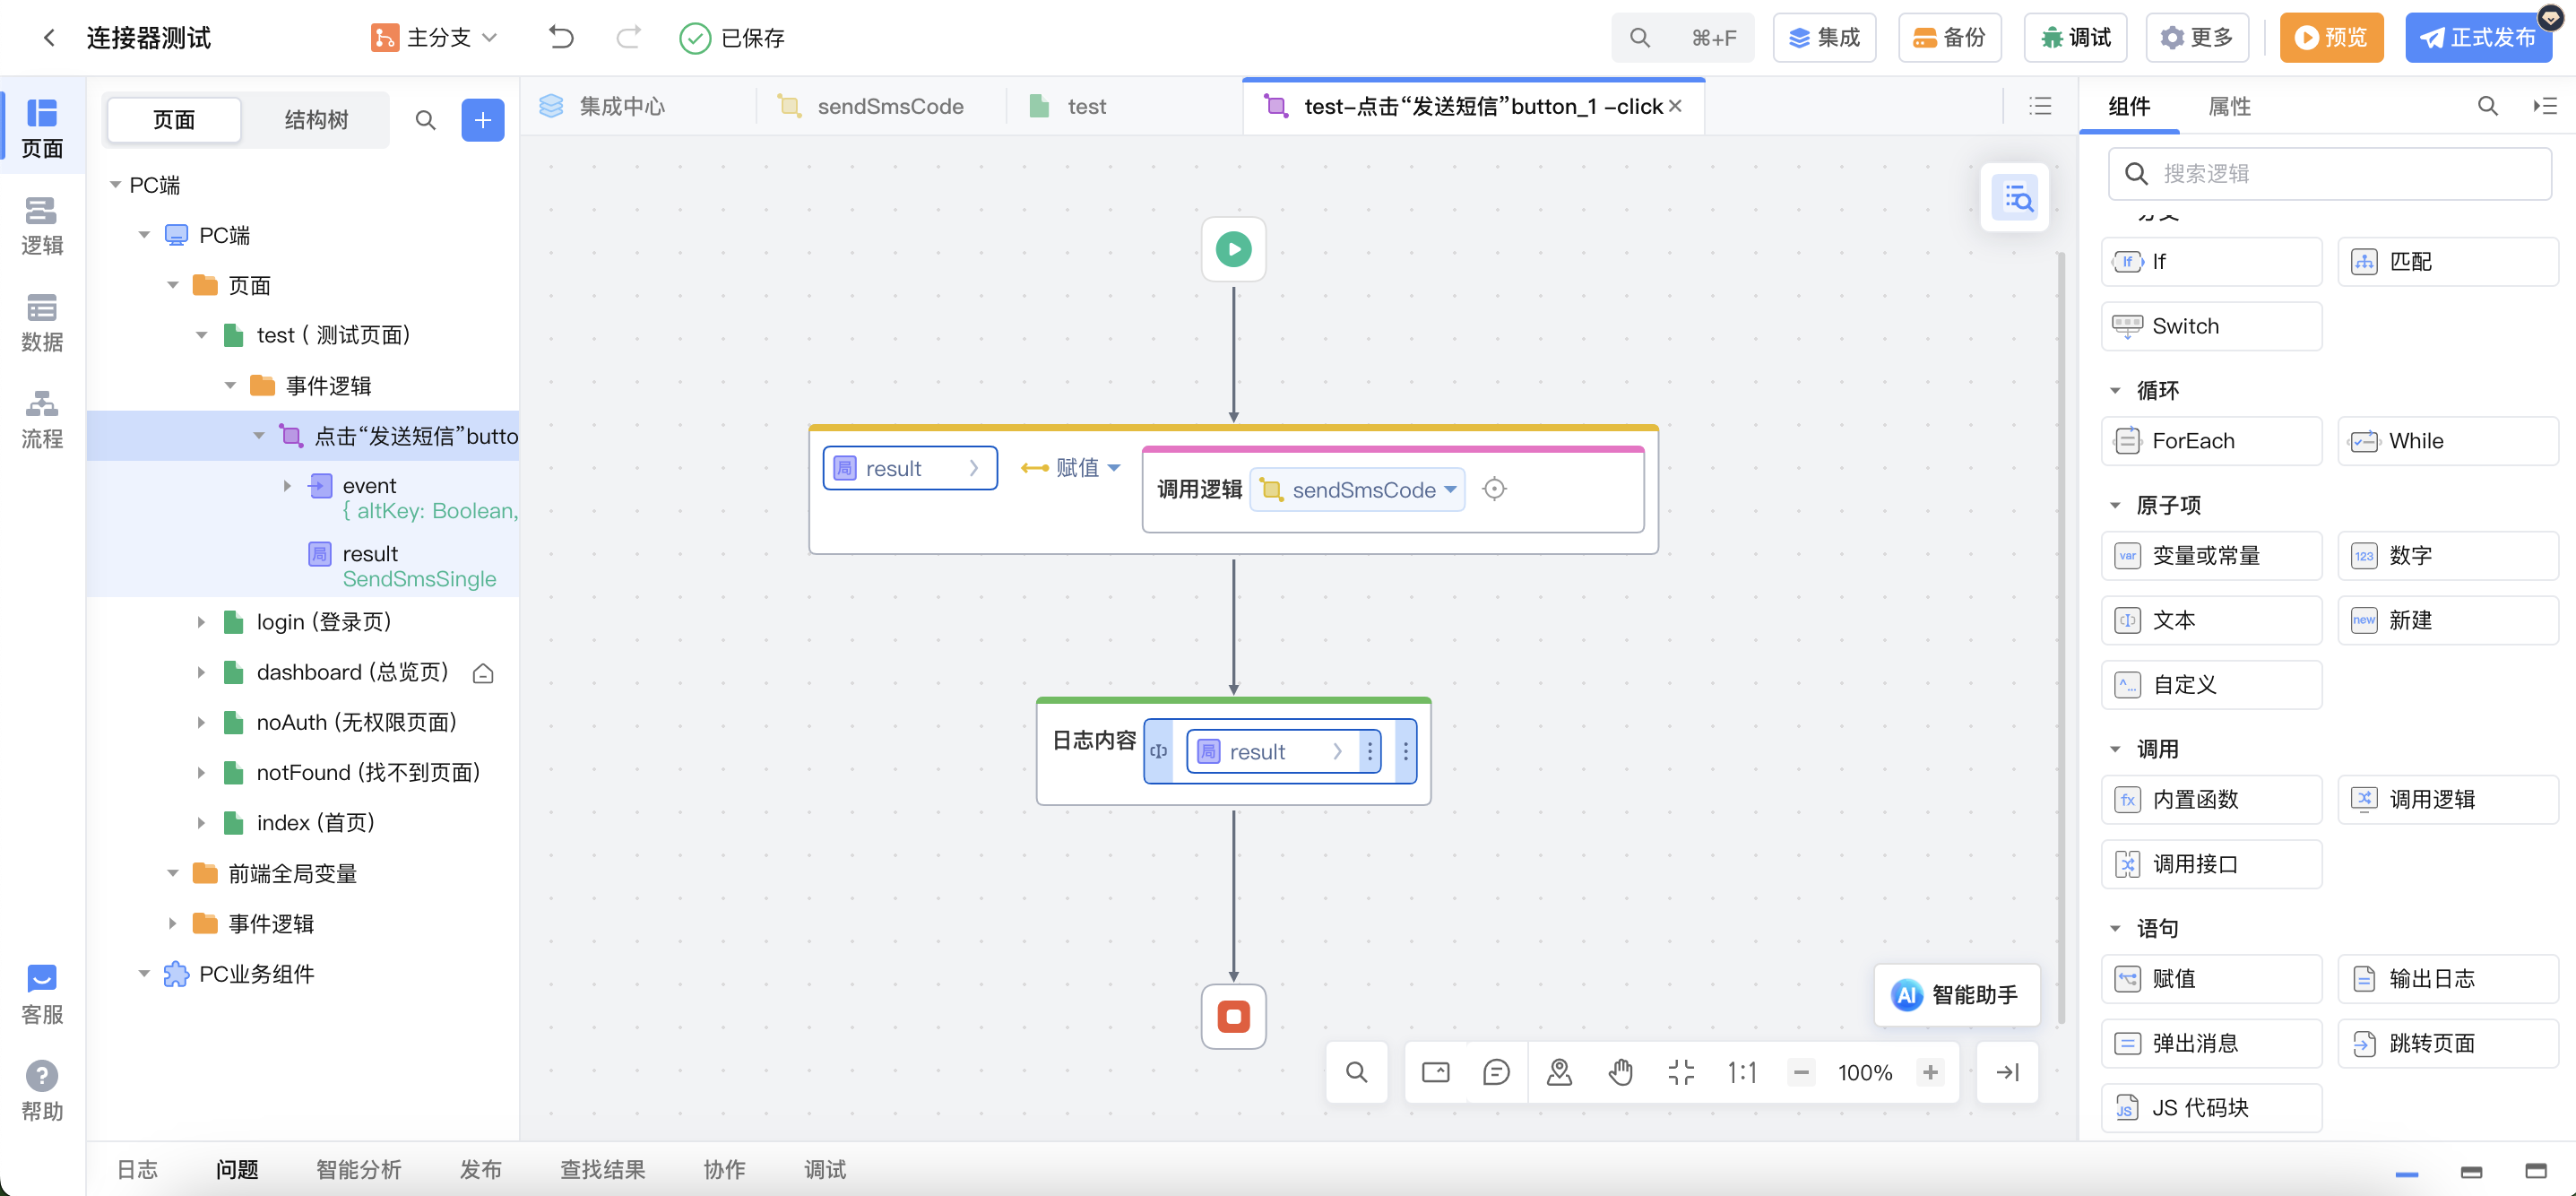 连接器测试
主分支
已保存
⌘+F
集成
备份
调试
更多
预览
正式发布
页面
逻辑
数据
流程
客服
帮助
页面
结构树
PC端
PC端
页面
test ( 测试页面)
事件逻辑
点击“发送短信”butto
event
{ altKey: Boolean,
局 result
SendSmsSingle
login (登录页)
dashboard (总览页)
noAuth (无权限页面)
notFound (找不到页面)
index (首页)
前端全局变量
事件逻辑
PC业务组件
集成中心
sendSmsCode
test
test-点击“发送短信”button_1 -click
局 result
赋值
调用逻辑
sendSmsCode
日志内容
局 result
AI 智能助手
1:1
100%
组件
属性
搜索逻辑
If If
匹配
Switch
循环
ForEach
While
原子项
var 变量或常量
123 数字
文本
new 新建
自定义
调用
fx 内置函数
调用逻辑
调用接口
语句
赋值
输出日志
弹出消息
跳转页面
JS JS 代码块
日志
问题
智能分析
发布
查找结果
协作
调试